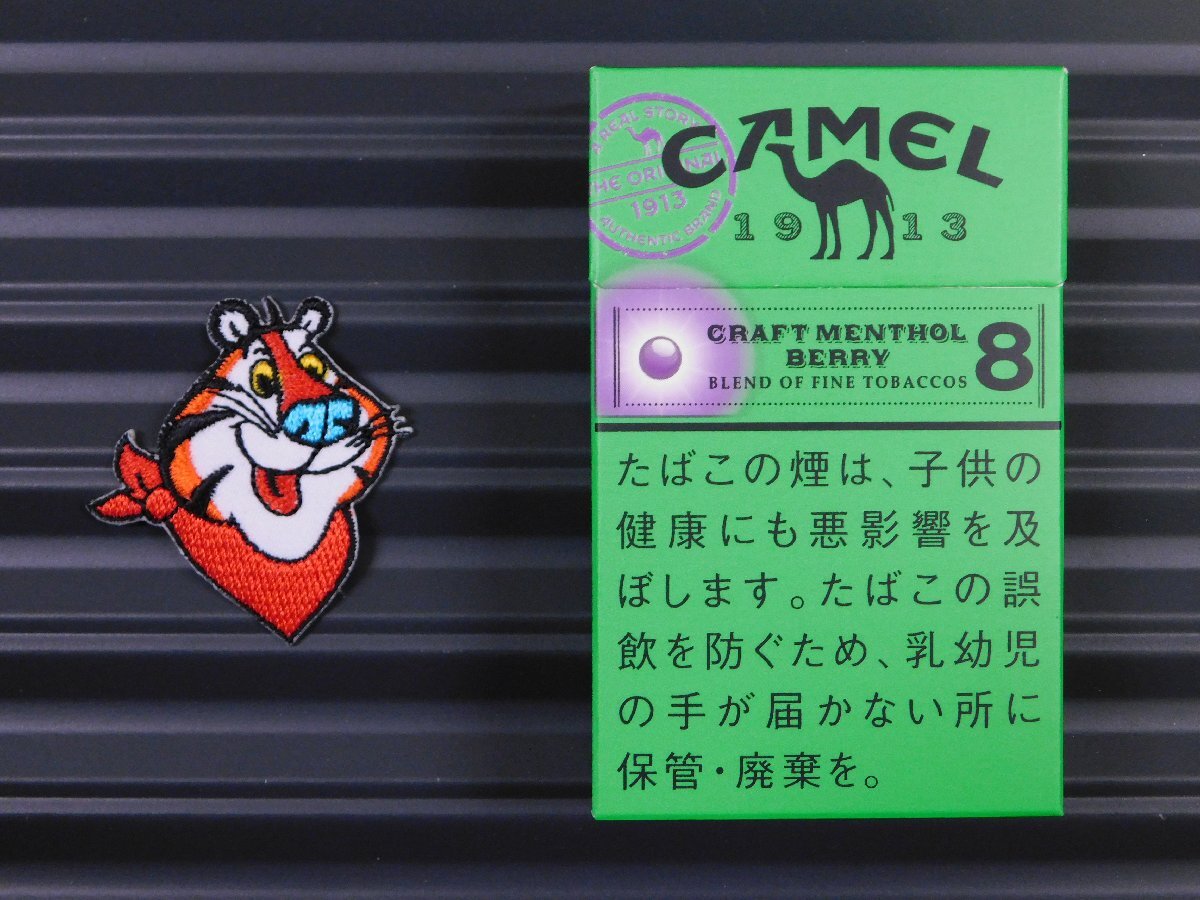 A REAL STORY
THE ORIGINAL
1913
AUTHENTIC BRAND
CAMEL
1913
CRAFT MENTHOL
BERRY
BLEND OF FINE TOBACCOS
8
たばこの煙は、子供の
健康にも悪影響を及
ぼします。たばこの誤
飲を防ぐため、乳幼児
の手が届かない所に
保管・廃棄を。